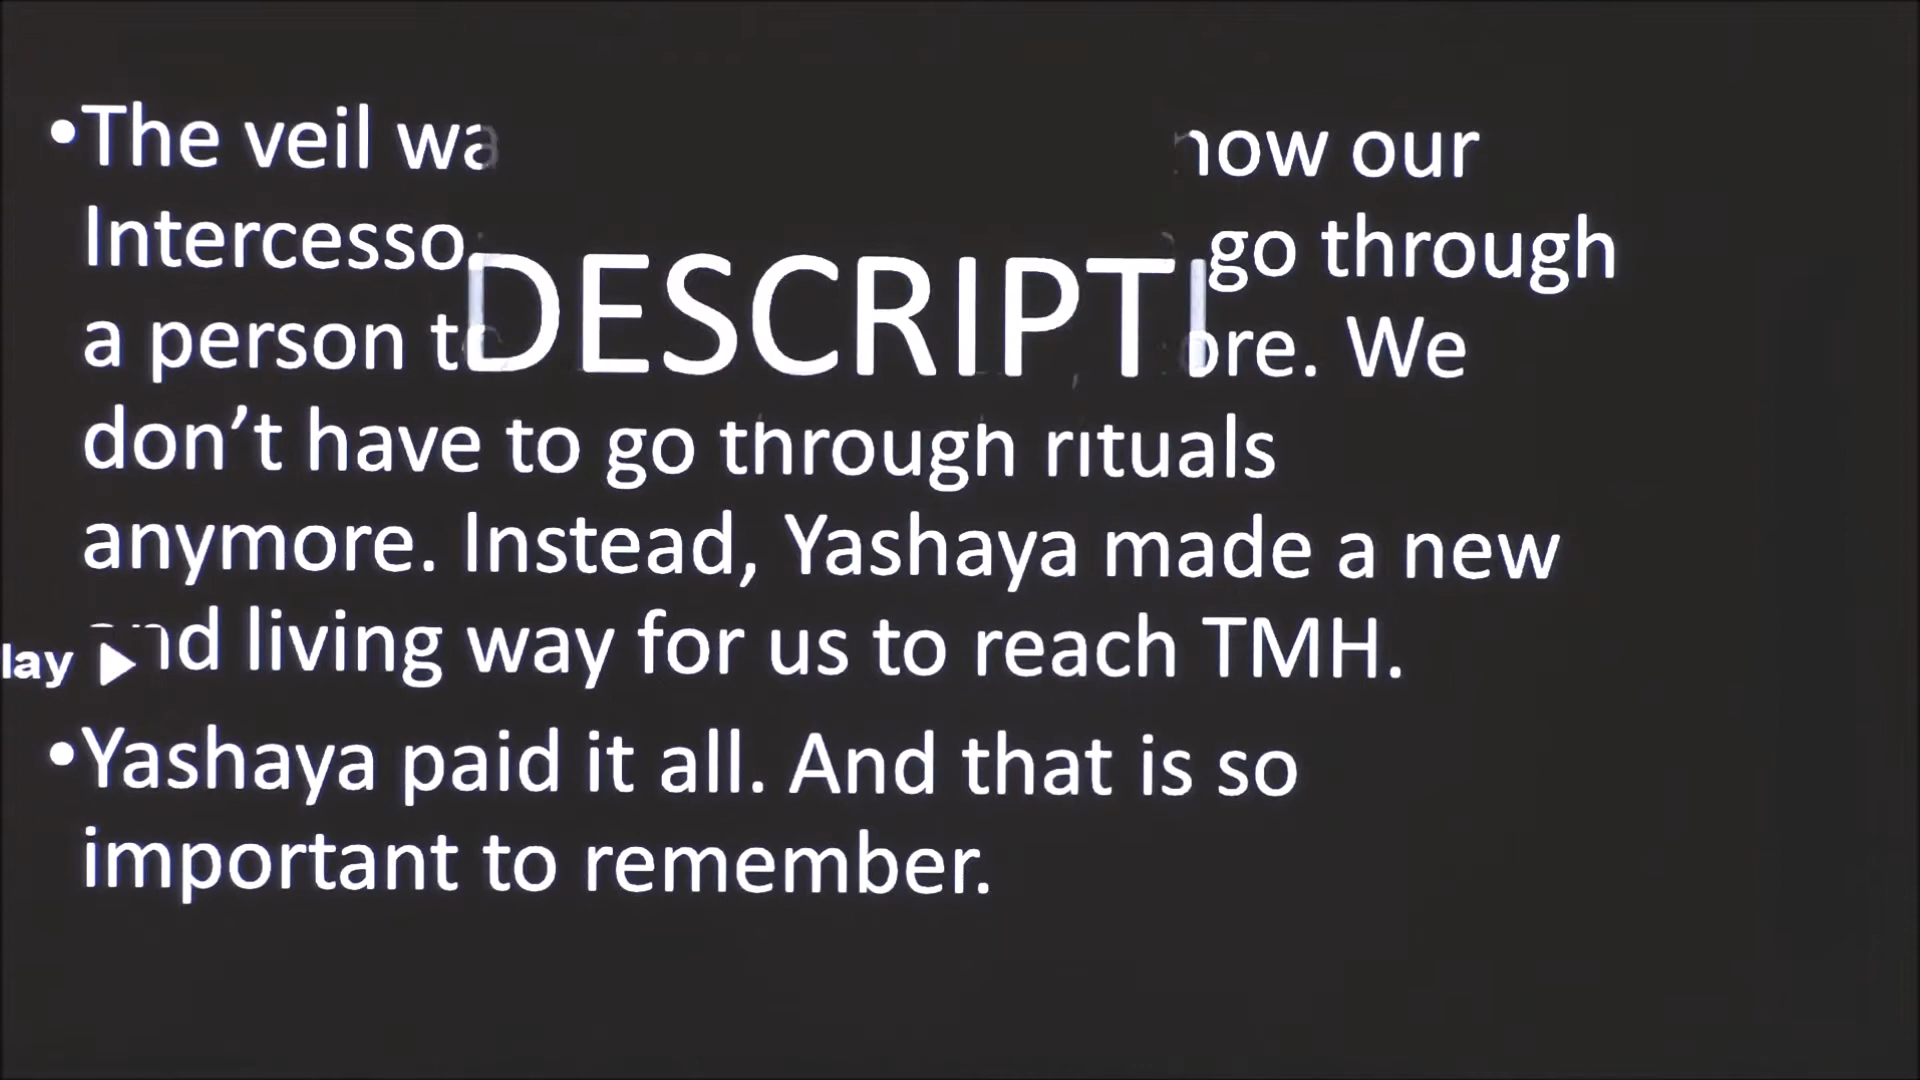 •The veil wa now our
Intercesso go through
a person to ore. We
DESCRIPTI
don’t have to go through rituals
anymore. Instead, Yashaya made a new
and living way for us to reach TMH.
lay ▶
•Yashaya paid it all. And that is so
important to remember.